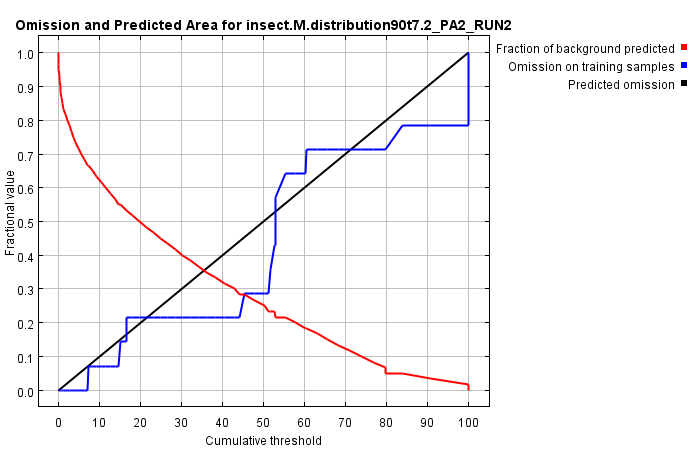 Omission and Predicted Area for insect.M.distribution90t7.2_PA2_RUN2
Fraction of background predicted
Omission on training samples
Predicted omission
1.0
0.9
0.8
0.7
0.6
0.5
0.4
0.3
0.2
0.1
0.0
Fractional value
0 10 20 30 40 50 60 70 80 90 100
Cumulative threshold